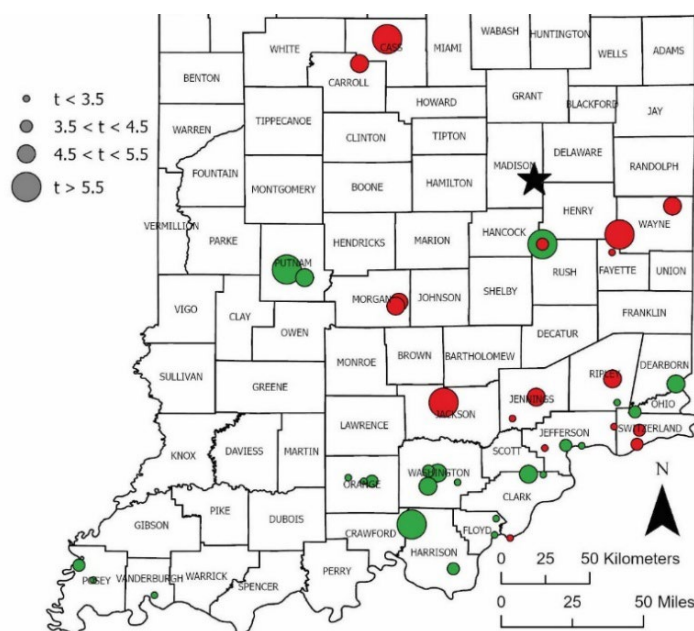 WHITE
CASS
MIAMI
WABASH
HUNTINGTON
WELLS
ADAMS
BENTON
CARROLL
GRANT
BLACKFORD
JAY
HOWARD
t < 3.5
3.5 < t < 4.5
4.5 < t < 5.5
t > 5.5
WARREN
TIPPECANOE
CLINTON
TIPTON
MADISON
DELAWARE
RANDOLPH
FOUNTAIN
MONTGOMERY
BOONE
HAMILTON
HENRY
WAYNE
VERMILLION
PARKE
PUTNAM
HENDRICKS
MARION
HANCOCK
RUSH
FAYETTE
UNION
VIGO
CLAY
MORGAN
JOHNSON
SHELBY
FRANKLIN
OWEN
DECATUR
SULLIVAN
MONROE
BROWN
BARTHOLOMEW
DEARBORN
GREENE
RIPLEY
OHIO
JACKSON
JENNINGS
LAWRENCE
SWITZERLAND
KNOX
DAVIESS
MARTIN
JEFFERSON
SCOTT
ORANGE
WASHINGTON
N
CLARK
GIBSON
PIKE
DUBOIS
CRAWFORD
FLOYD
HARRISON
POSEY
VANDERBURGH
WARRICK
SPENCER
PERRY
0 25 50 Kilometers
0 25 50 Miles